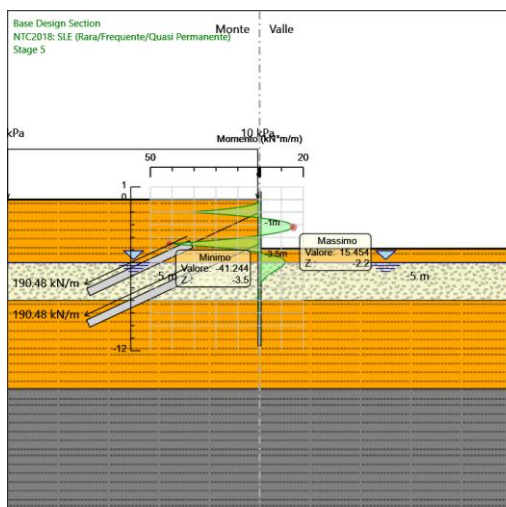 Base Design Section
NTC2018: SLE (Rara/Frequente/Quasi Permanente)
Stage 5
Monte
Valle
kPa
10 kPa
Momento (kN*m/m)
50
0
20
1
0
-1m
Massimo
Valore: 15.454
Z : -2.2
-3.5m
Minimo
Valore: -41.244
Z : -3.5
-5 m
-5 m
190.48 kN/m
190.48 kN/m
-12